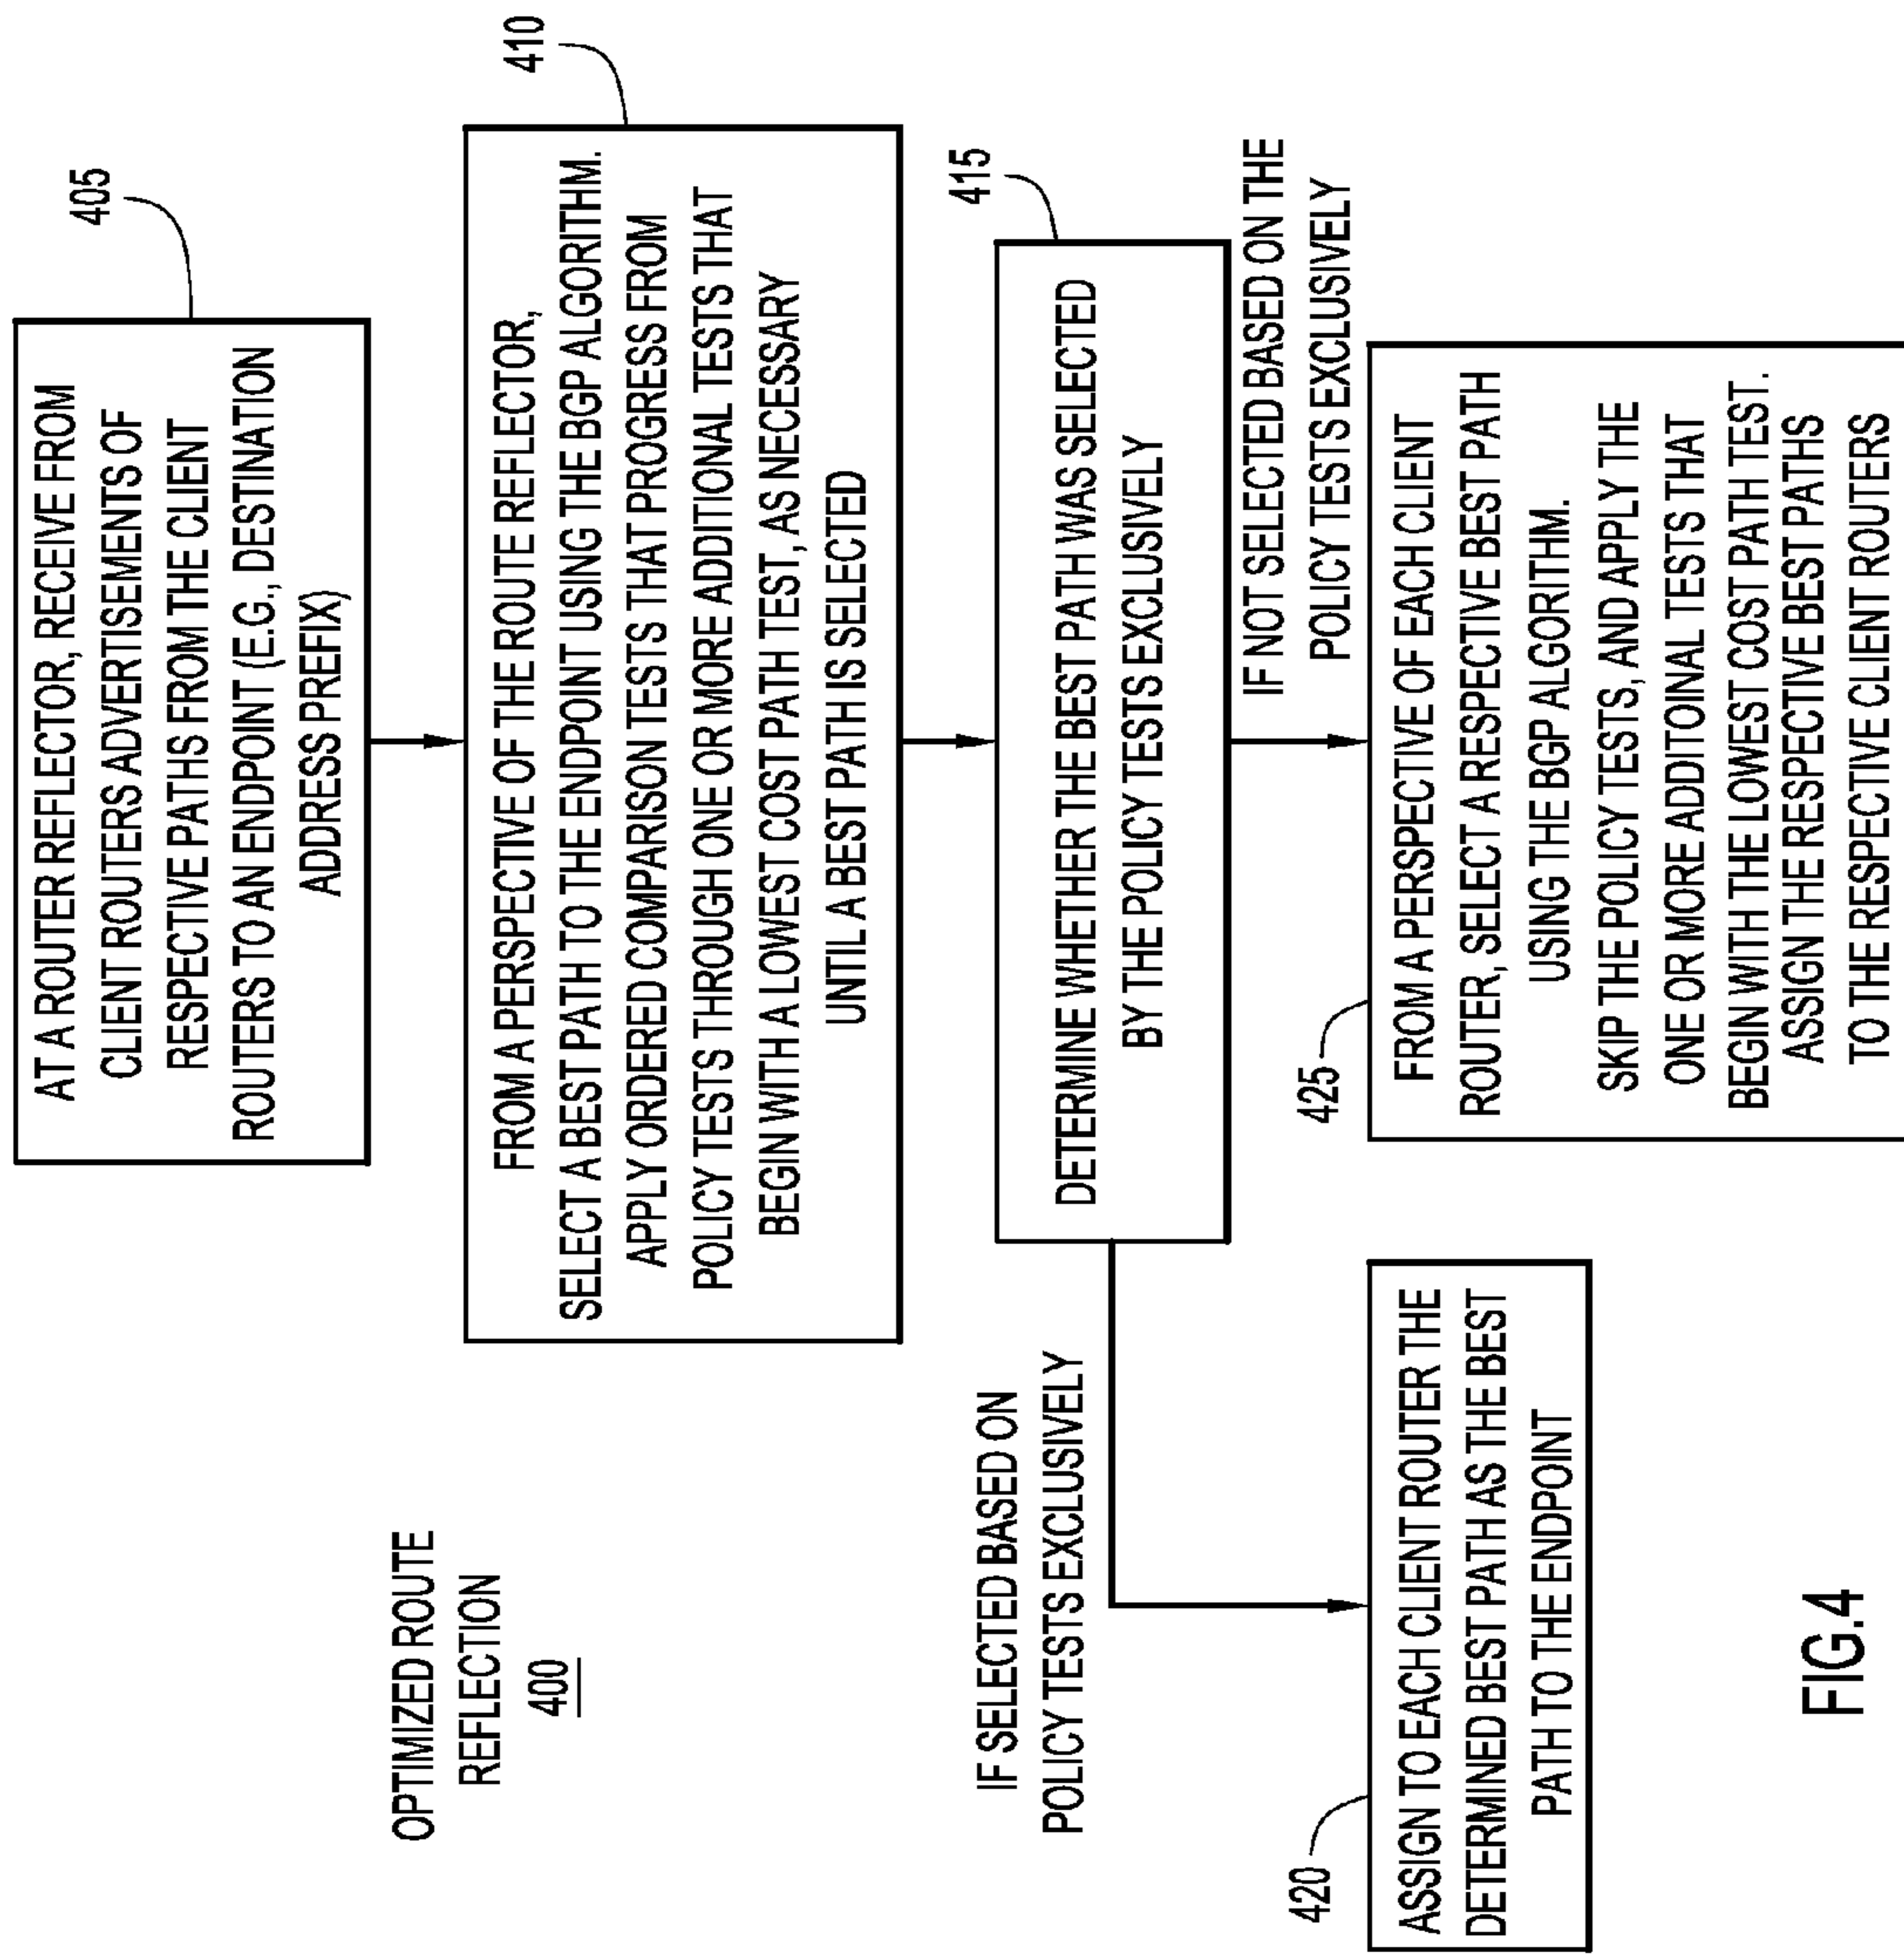 OPTIMIZED ROUTE
REFLECTION
400
405
AT A ROUTER REFLECTOR, RECEIVE FROM
CLIENT ROUTERS ADVERTISEMENTS OF
RESPECTIVE PATHS FROM THE CLIENT
ROUTERS TO AN ENDPOINT (E.G., DESTINATION
ADDRESS PREFIX)
410
FROM A PERSPECTIVE OF THE ROUTE REFLECTOR,
SELECT A BEST PATH TO THE ENDPOINT USING THE BGP ALGORITHM.
APPLY ORDERED COMPARISON TESTS THAT PROGRESS FROM
POLICY TESTS THROUGH ONE OR MORE ADDITIONAL TESTS THAT
BEGIN WITH A LOWEST COST PATH TEST, AS NECESSARY
UNTIL A BEST PATH IS SELECTED
415
DETERMINE WHETHER THE BEST PATH WAS SELECTED
BY THE POLICY TESTS EXCLUSIVELY
IF SELECTED BASED ON
POLICY TESTS EXCLUSIVELY
IF NOT SELECTED BASED ON THE
POLICY TESTS EXCLUSIVELY
420
ASSIGN TO EACH CLIENT ROUTER THE
DETERMINED BEST PATH AS THE BEST
PATH TO THE ENDPOINT
425
FROM A PERSPECTIVE OF EACH CLIENT
ROUTER, SELECT A RESPECTIVE BEST PATH
USING THE BGP ALGORITHM.
SKIP THE POLICY TESTS, AND APPLY THE
ONE OR MORE ADDITOINAL TESTS THAT
BEGIN WITH THE LOWEST COST PATH TEST.
ASSIGN THE RESPECTIVE BEST PATHS
TO THE RESPECTIVE CLIENT ROUTERS
FIG.4